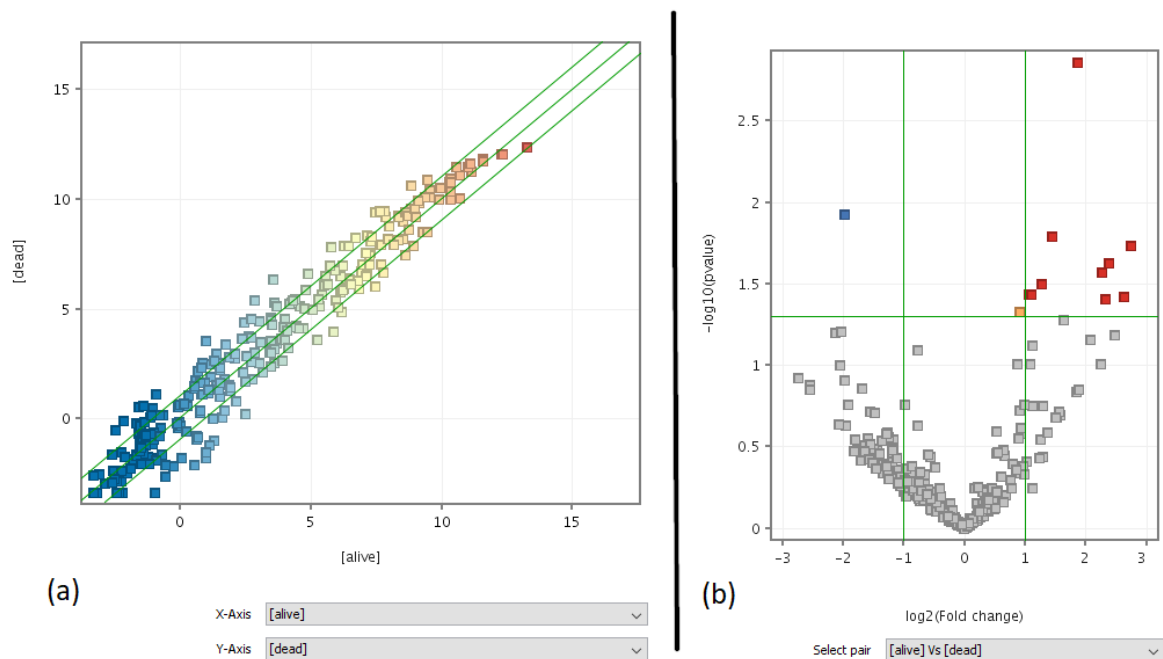 15
10
5
0
[dead]
0
5
10
15
[alive]
(a)
X-Axis
[alive]
Y-Axis
[dead]
2.5
2
1.5
1
0.5
0
-log10(pvalue)
-3
-2
-1
0
1
2
3
log2(Fold change)
(b)
Select pair
[alive] Vs [dead]